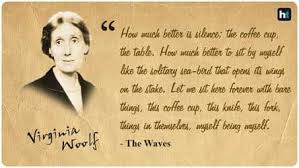 ht
How much better is silence; the coffee cup,
the table. How much better to sit by myself
like the solitary sea-bird that opens its wings
on the stake. Let us sit here forever with bare
things, this coffee cup, this knife, this fork,
things in themselves, myself being myself.
- The Waves
Virginia
Woolf